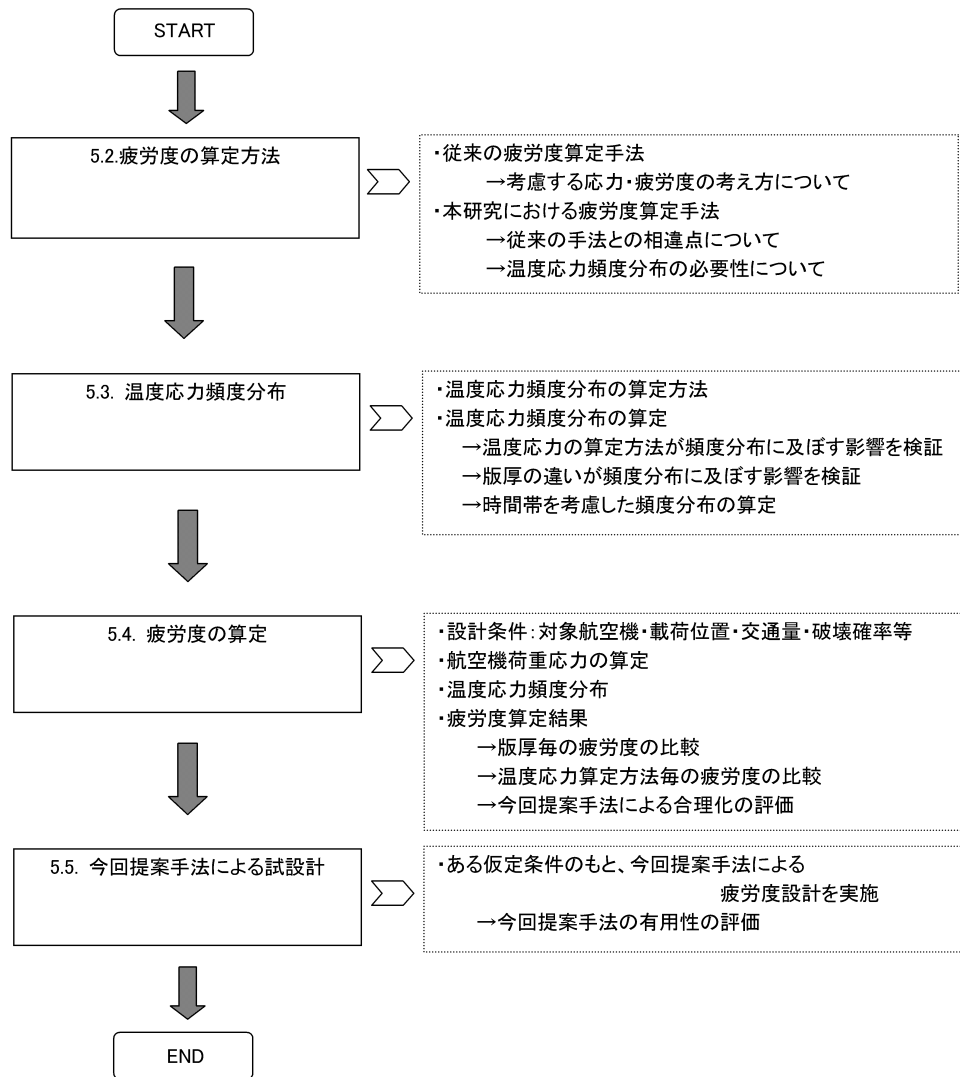 START
5.2.疲労度の算定方法
・従来の疲労度算定手法
→考慮する応力・疲労度の考え方について
・本研究における疲労度算定手法
→従来の手法との相違点について
→温度応力頻度分布の必要性について
5.3. 温度応力頻度分布
・温度応力頻度分布の算定方法
・温度応力頻度分布の算定
→温度応力の算定方法が頻度分布に及ぼす影響を検証
→版厚の違いが頻度分布に及ぼす影響を検証
→時間帯を考慮した頻度分布の算定
5.4. 疲労度の算定
・設計条件：対象航空機・載荷位置・交通量・破壊確率等
・航空機荷重応力の算定
・温度応力頻度分布
・疲労度算定結果
→版厚毎の疲労度の比較
→温度応力算定方法毎の疲労度の比較
→今回提案手法による合理化の評価
5.5. 今回提案手法による試設計
・ある仮定条件のもと、今回提案手法による
疲労度設計を実施
→今回提案手法の有用性の評価
END